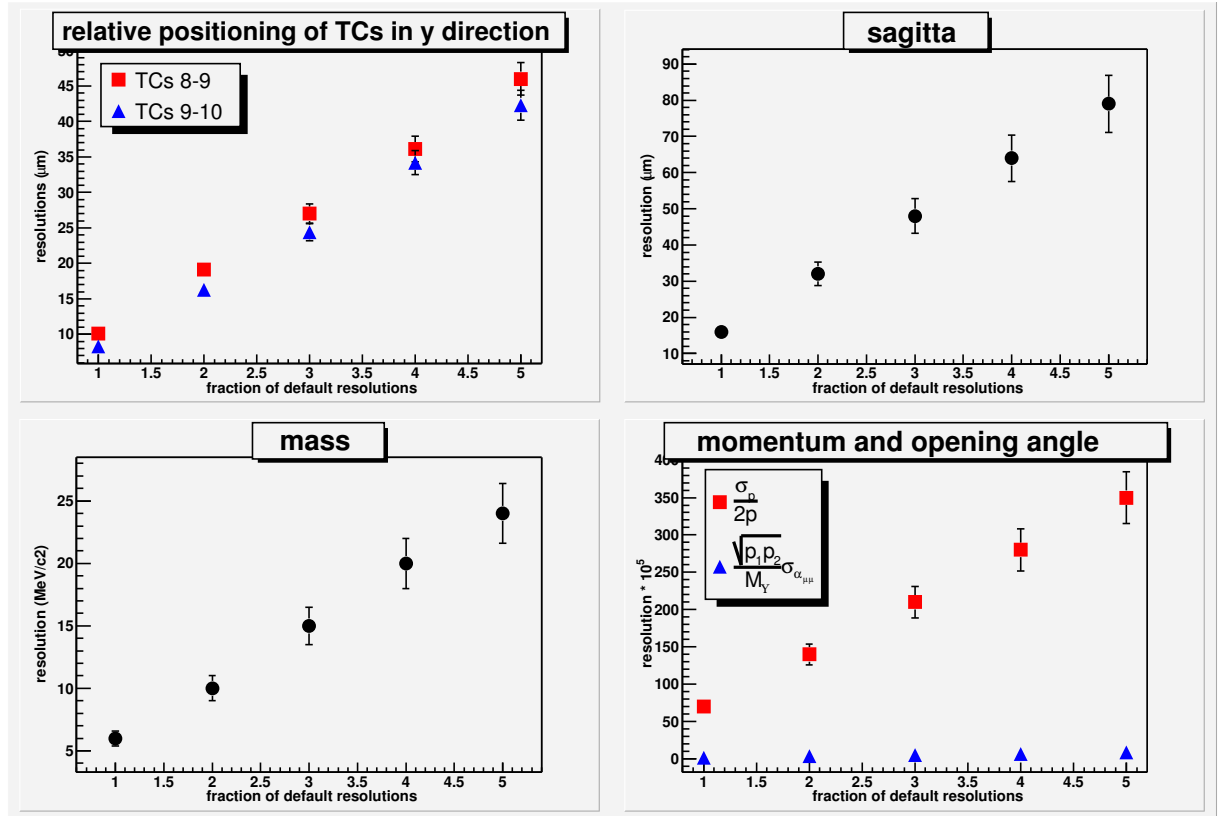 relative positioning of TCs in y direction
TCs 8-9
TCs 9-10
resolutions (μm)
10
15
20
25
30
35
40
45
1 1.5 2 2.5 3 3.5 4 4.5 5
fraction of default resolutions
sagitta
resolution (μm)
10
20
30
40
50
60
70
80
90
1 1.5 2 2.5 3 3.5 4 4.5 5
fraction of default resolutions
mass
resolution (MeV/c2)
5
10
15
20
25
1 1.5 2 2.5 3 3.5 4 4.5 5
fraction of default resolutions
momentum and opening angle
σp
2p
√p1p2
MY σαμμ
resolution * 10^5
0
50
100
150
200
250
300
350
400
1 1.5 2 2.5 3 3.5 4 4.5 5
fraction of default resolutions